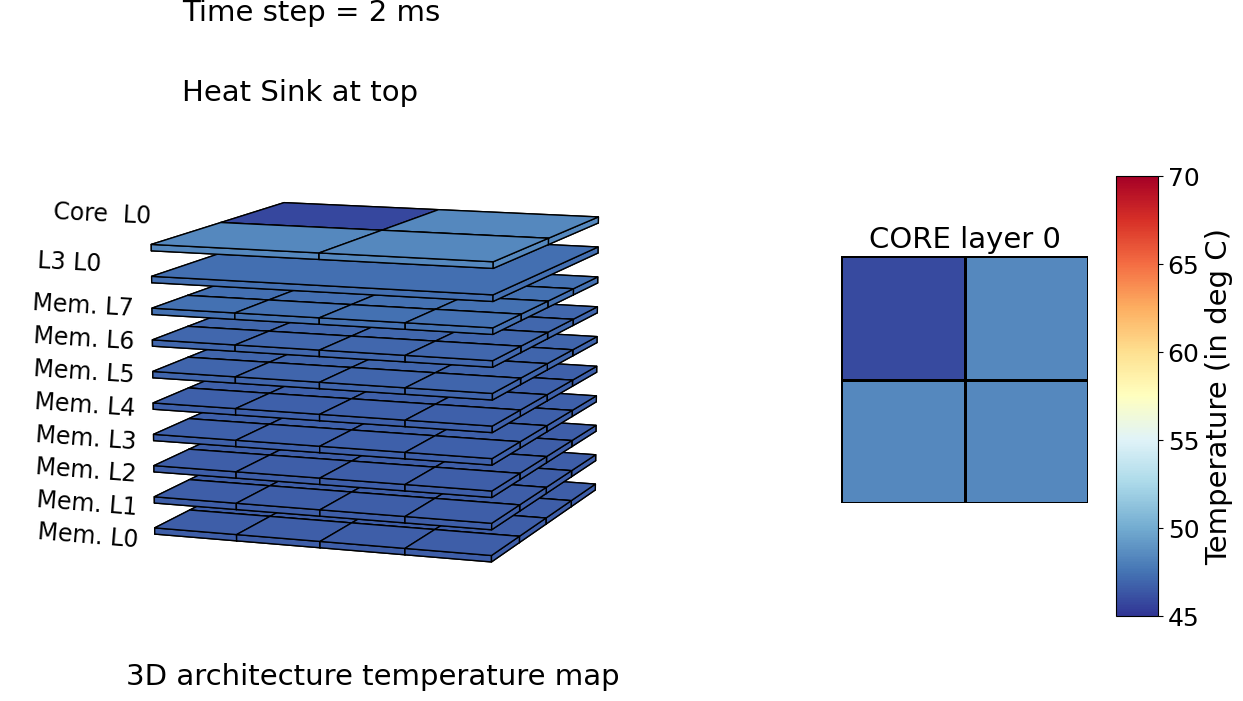 Time step = 2 ms
Heat Sink at top
Core L0
L3 L0
Mem. L7
Mem. L6
Mem. L5
Mem. L4
Mem. L3
Mem. L2
Mem. L1
Mem. L0
3D architecture temperature map
CORE layer 0
70
65
60
55
50
45
Temperature (in deg C)